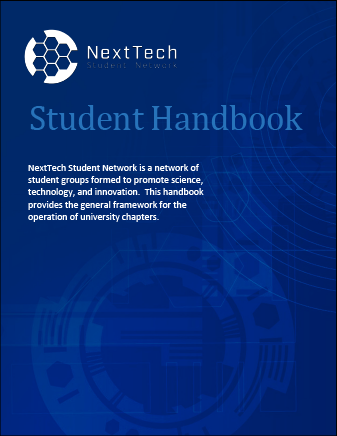 NextTech
Student Network
Student Handbook
NextTech Student Network is a network of
student groups formed to promote science,
technology, and innovation.  This handbook
provides the general framework for the
operation of university chapters.